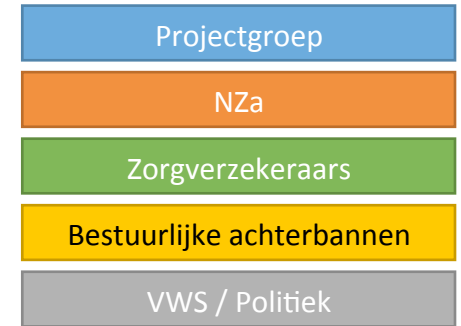 Projectgroep
NZa
Zorgverzekeraars
Bestuurlijke achterbannen
VWS / Politiek